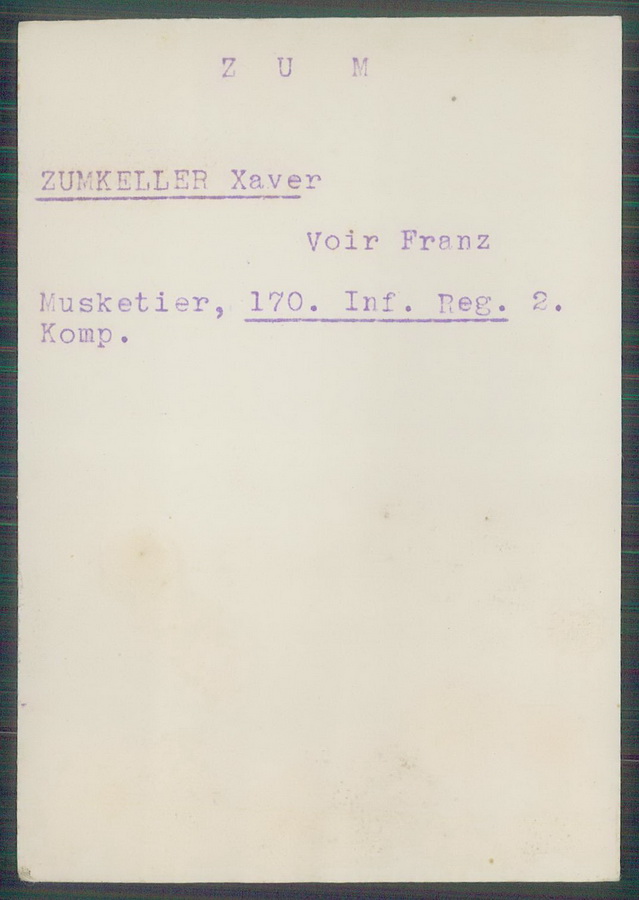 Z U M
ZUMKELLER Xaver
Voir Franz
Musketier, 170. Inf. Reg. 2.
Komp.